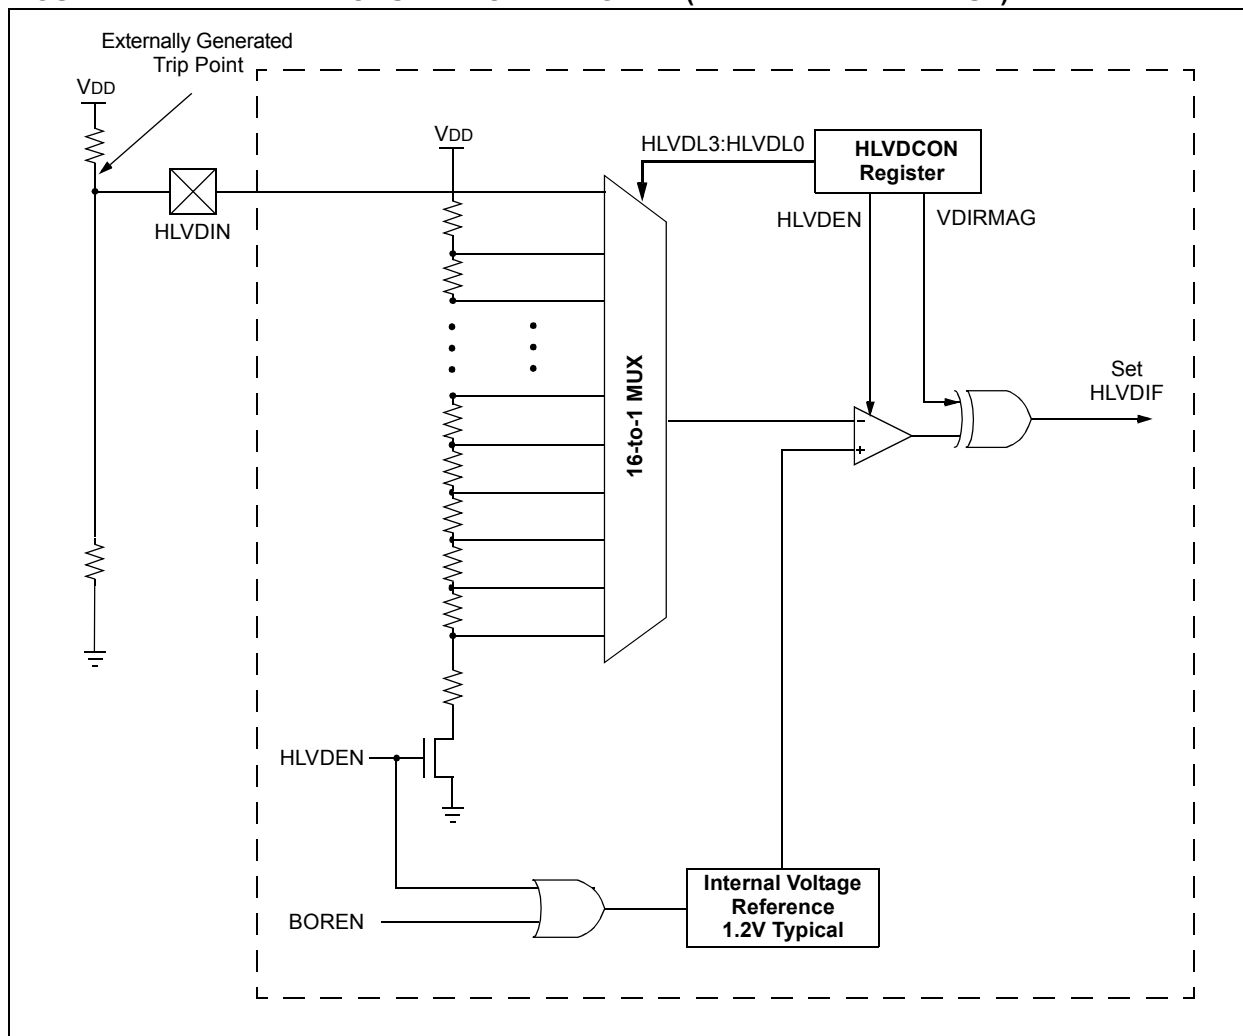 Externally Generated
Trip Point
VDD
VDD
HLVDL3:HLVDL0
HLVDCON
Register
HLVDIN
HLVDEN
VDIRMAG
16-to-1 MUX
Set
HLVDIF
–
+
HLVDEN
BOREN
Internal Voltage
Reference
1.2V Typical